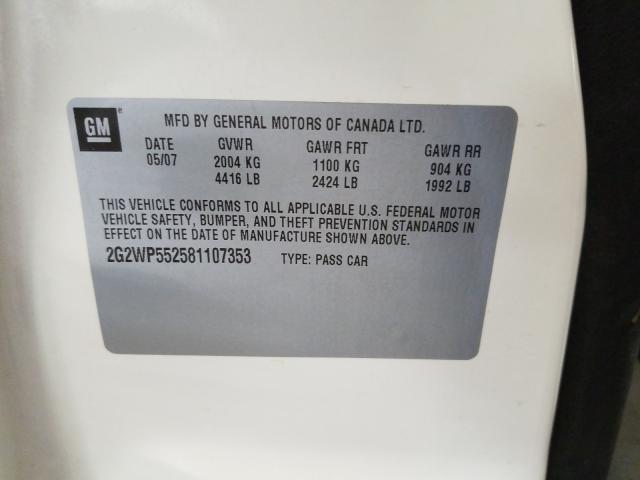 GM
MFD BY GENERAL MOTORS OF CANADA LTD.
DATE GVWR GAWR FRT GAWR RR
05/07 2004 KG 1100 KG 904 KG
4416 LB 2424 LB 1992 LB
THIS VEHICLE CONFORMS TO ALL APPLICABLE U.S. FEDERAL MOTOR
VEHICLE SAFETY, BUMPER, AND THEFT PREVENTION STANDARDS IN
EFFECT ON THE DATE OF MANUFACTURE SHOWN ABOVE.
2G2WP552581107353 TYPE: PASS CAR